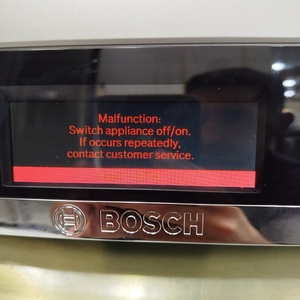 Malfunction:
Switch appliance off/on.
If occurs repeatedly,
contact customer service.
BOSCH